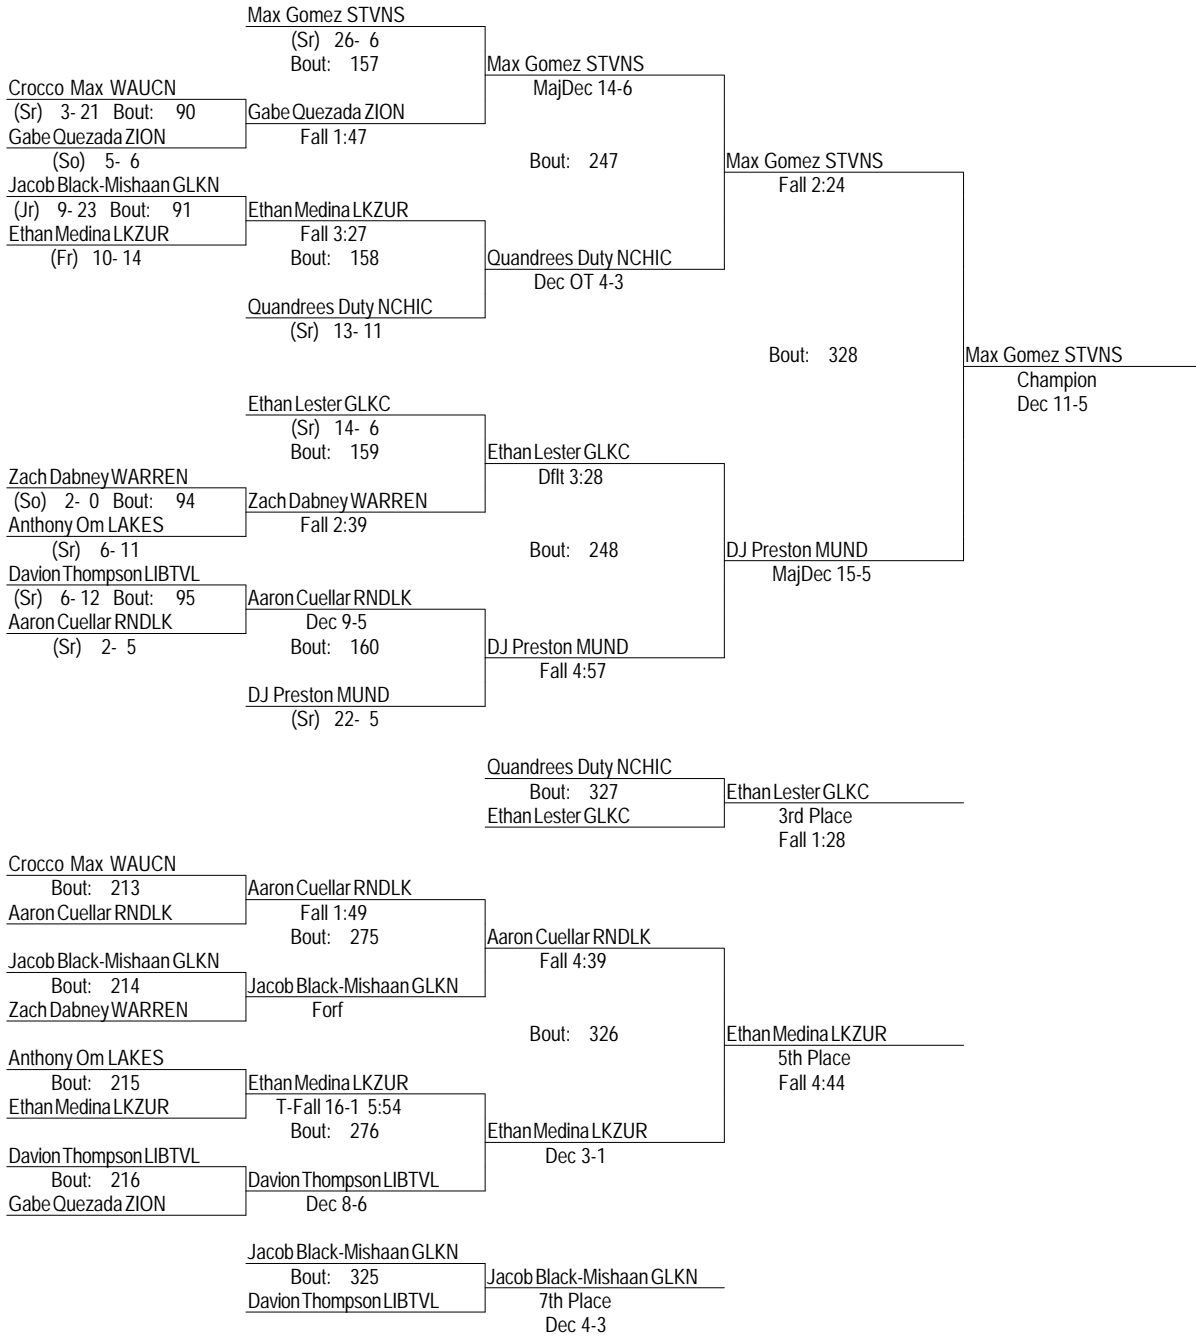 Max Gomez STVNS
(Sr) 26- 6
Bout: 157
Max Gomez STVNS
MajDec 14-6
Crocco Max WAUCN
(Sr) 3- 21 Bout: 90
Gabe Quezada ZION
Gabe Quezada ZION
Fall 1:47
(So) 5- 6
Bout: 247
Max Gomez STVNS
Fall 2:24
Jacob Black-Mishaan GLKN
(Jr) 9- 23 Bout: 91
Ethan Medina LKZUR
Ethan Medina LKZUR
Fall 3:27
(Fr) 10- 14
Bout: 158
Quandrees Duty NCHIC
Dec OT 4-3
Quandrees Duty NCHIC
(Sr) 13- 11
Bout: 328
Max Gomez STVNS
Champion
Dec 11-5
Ethan Lester GLKC
(Sr) 14- 6
Bout: 159
Ethan Lester GLKC
Dflt 3:28
Zach Dabney WARREN
(So) 2- 0 Bout: 94
Zach Dabney WARREN
Anthony Om LAKES
Fall 2:39
(Sr) 6- 11
Bout: 248
DJ Preston MUND
MajDec 15-5
Davion Thompson LIBTVL
(Sr) 6- 12 Bout: 95
Aaron Cuellar RNDLK
Aaron Cuellar RNDLK
Dec 9-5
(Sr) 2- 5
Bout: 160
DJ Preston MUND
Fall 4:57
DJ Preston MUND
(Sr) 22- 5
Quandrees Duty NCHIC
Bout: 327
Ethan Lester GLKC
Ethan Lester GLKC
3rd Place
Fall 1:28
Crocco Max WAUCN
Bout: 213
Aaron Cuellar RNDLK
Aaron Cuellar RNDLK
Fall 1:49
Bout: 275
Aaron Cuellar RNDLK
Fall 4:39
Jacob Black-Mishaan GLKN
Bout: 214
Jacob Black-Mishaan GLKN
Zach Dabney WARREN
Forf
Bout: 326
Ethan Medina LKZUR
5th Place
Fall 4:44
Anthony Om LAKES
Bout: 215
Ethan Medina LKZUR
Ethan Medina LKZUR
T-Fall 16-1 5:54
Bout: 276
Ethan Medina LKZUR
Dec 3-1
Davion Thompson LIBTVL
Bout: 216
Davion Thompson LIBTVL
Gabe Quezada ZION
Dec 8-6
Jacob Black-Mishaan GLKN
Bout: 325
Jacob Black-Mishaan GLKN
Davion Thompson LIBTVL
7th Place
Dec 4-3